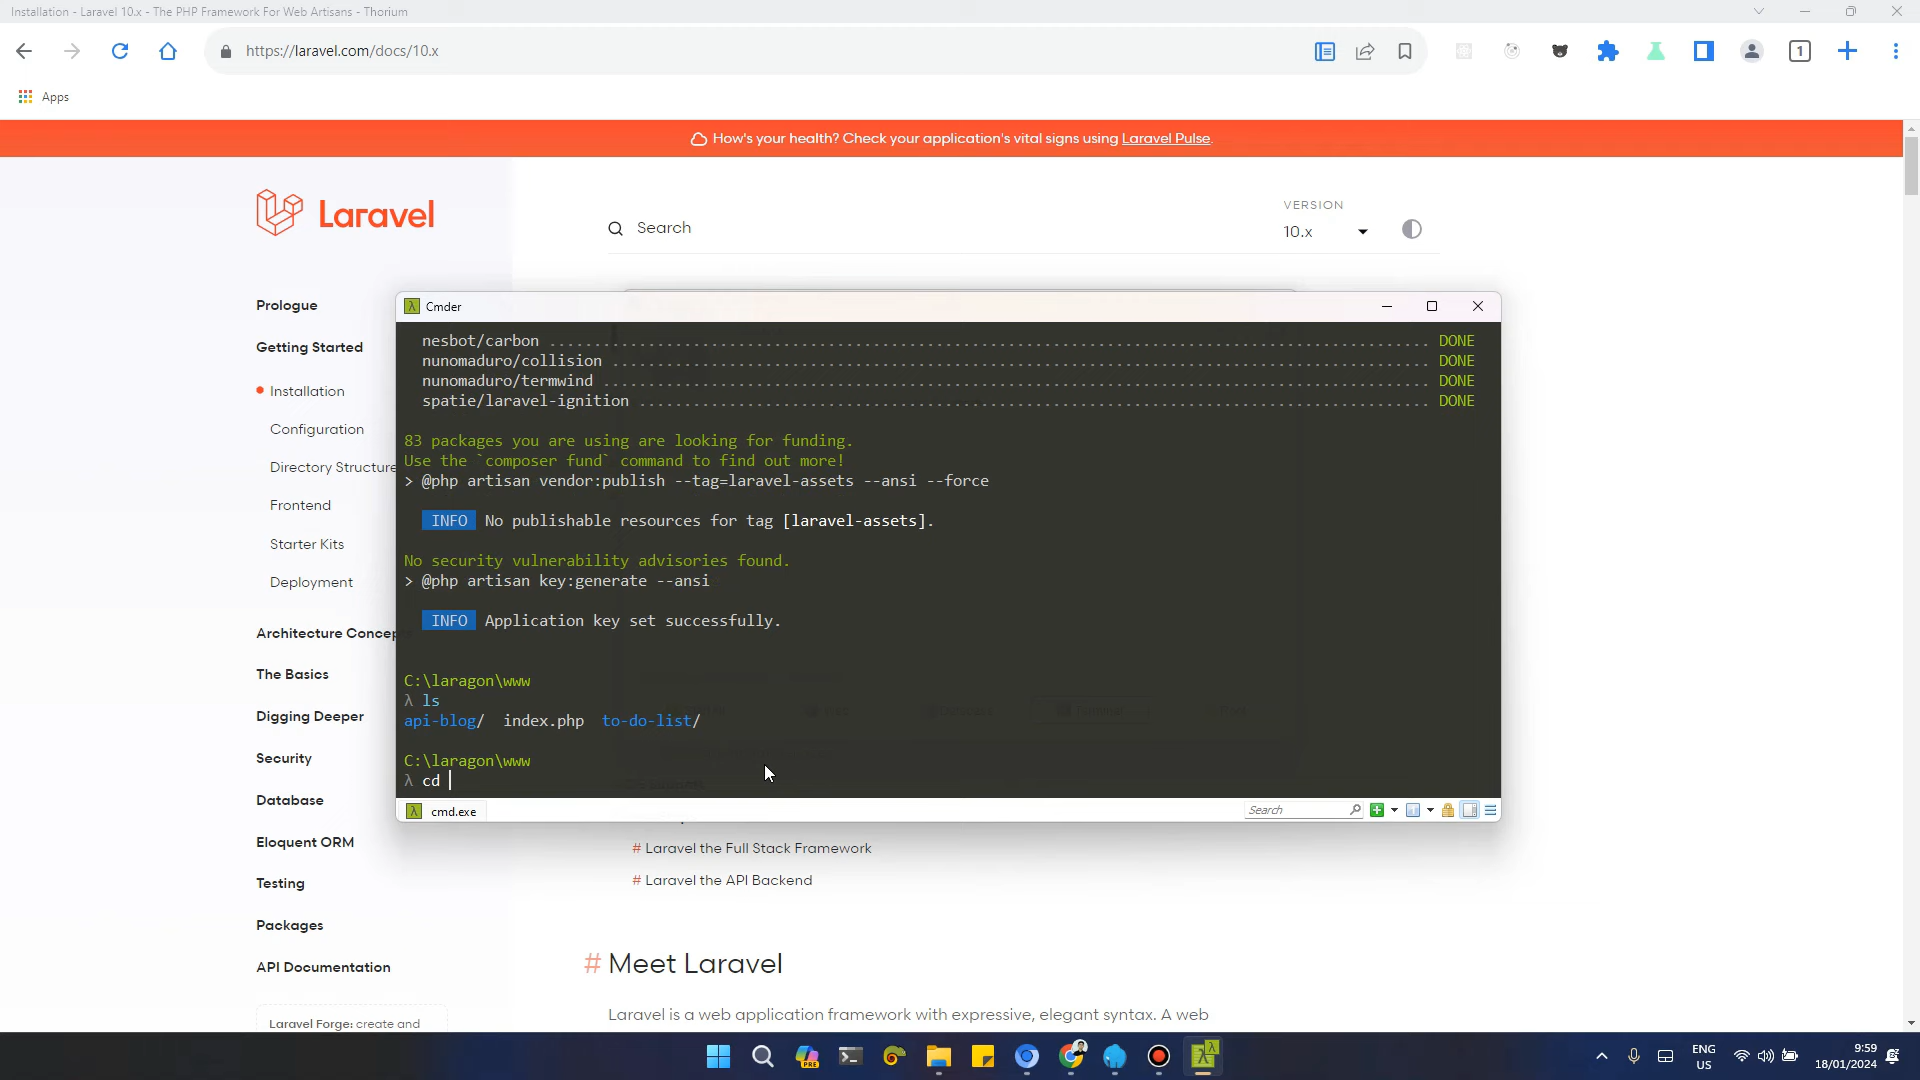 Installation - Laravel 10.x - The PHP Framework For Web Artisans - Thorium
https://laravel.com/docs/10.x
1
Apps
How's your health? Check your application's vital signs using Laravel Pulse.
Laravel
Search
VERSION
10.x
Prologue
Getting Started
Installation
Configuration
Directory Structure
Frontend
Starter Kits
Deployment
Architecture Concep
The Basics
Digging Deeper
Security
Database
Eloquent ORM
Testing
Packages
API Documentation
Laravel Forge: create and
Cmder
nesbot/carbon ................................................................................................. DONE
nunomaduro/collision .......................................................................................... DONE
nunomaduro/termwind ........................................................................................... DONE
spatie/laravel-ignition ....................................................................................... DONE
83 packages you are using are looking for funding.
Use the `composer fund` command to find out more!
> @php artisan vendor:publish --tag=laravel-assets --ansi --force
INFO No publishable resources for tag [laravel-assets].
No security vulnerability advisories found.
> @php artisan key:generate --ansi
INFO Application key set successfully.
C:\laragon\www
λ ls
api-blog/ index.php to-do-list/
C:\laragon\www
λ cd
cmd.exe
Search
# Laravel the Full Stack Framework
# Laravel the API Backend
# Meet Laravel
Laravel is a web application framework with expressive, elegant syntax. A web
PRE
ENG
US
9:59
18/01/2024